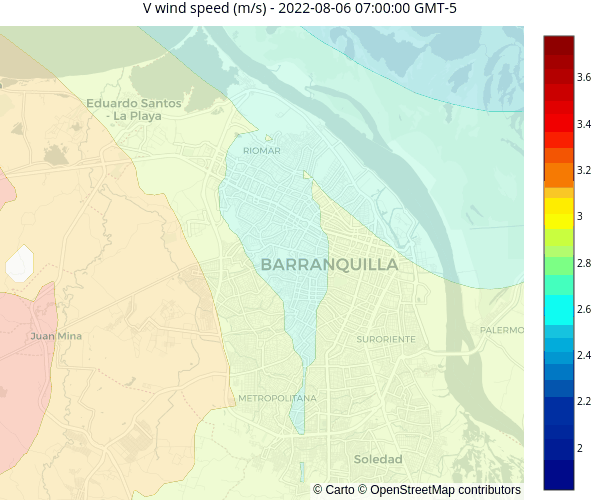 V wind speed (m/s) - 2022-08-06 07:00:00 GMT-5
Eduardo Santos
- La Playa
RIOMAR
BARRANQUILLA
Juan Mina
SURORIENTE
PALERMO
METROPOLITANA
Soledad
© Carto © OpenStreetMap contributors
3.6
3.4
3.2
3
2.8
2.6
2.4
2.2
2